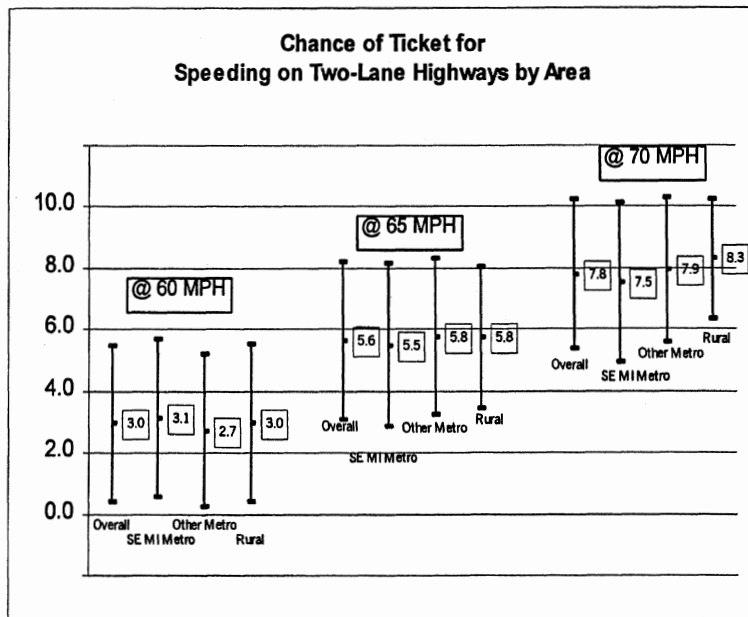 Chance of Ticket for
Speeding on Two-Lane Highways by Area
@ 70 MPH
10.0
@ 65 MPH
8.3
8.0
7.8
7.5
7.9
@ 60 MPH
6.0
5.6
5.5
5.8
5.8
Rural
Other Metro
Overall
SE MI Metro
4.0
3.0
3.1
2.7
3.0
Overall
SE MI Metro
Other Metro
Rural
2.0
0.0
Overall
SE MI Metro
Other Metro
Rural